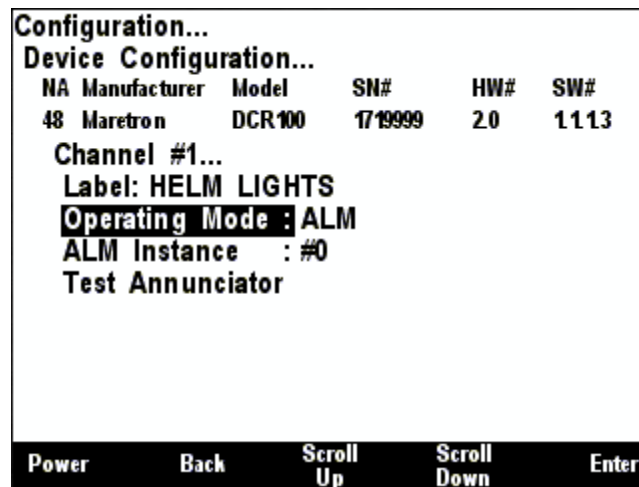 Configuration...
Device Configuration...
NA Manufacturer Model SN# HW# SW#
48 Maretron DCR100 1719999 2.0 1.1.1.3
Channel #1...
Label: HELM LIGHTS
Operating Mode : ALM
ALM Instance : #0
Test Annunciator
Power Back Scroll Up Scroll Down Enter